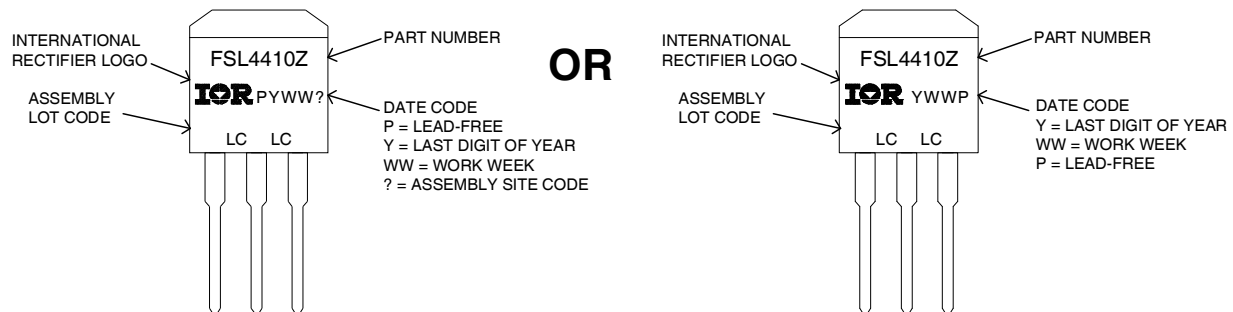 INTERNATIONAL
RECTIFIER LOGO
ASSEMBLY
LOT CODE
FSL4410Z
IOR PYWW?
LC LC
PART NUMBER
DATE CODE
P = LEAD-FREE
Y = LAST DIGIT OF YEAR
WW = WORK WEEK
? = ASSEMBLY SITE CODE
OR
INTERNATIONAL
RECTIFIER LOGO
ASSEMBLY
LOT CODE
FSL4410Z
IOR YWWP
LC LC
PART NUMBER
DATE CODE
Y = LAST DIGIT OF YEAR
WW = WORK WEEK
P = LEAD-FREE